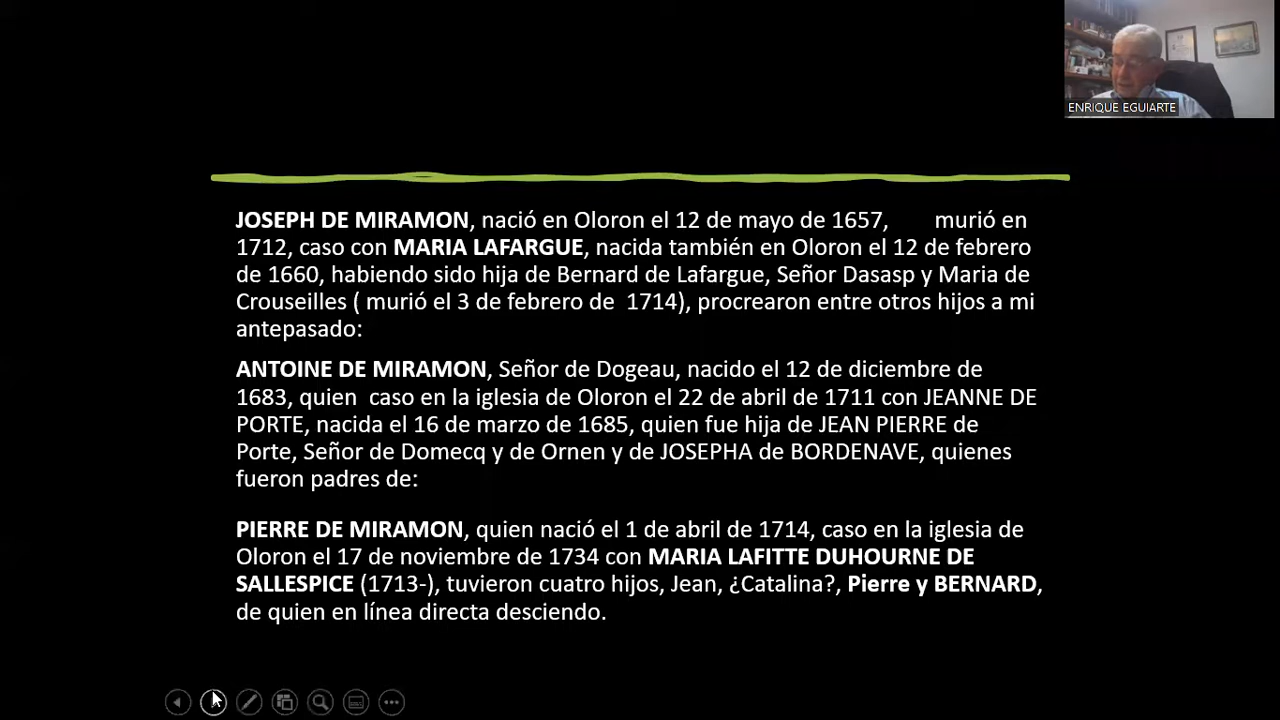 ENRIQUE EGUIARTE
JOSEPH DE MIRAMON, nació en Oloron el 12 de mayo de 1657, murió en
1712, caso con MARIA LAFARGUE, nacida también en Oloron el 12 de febrero
de 1660, habiendo sido hija de Bernard de Lafargue, Señor Dasasp y Maria de
Crouseilles ( murió el 3 de febrero de 1714), procrearon entre otros hijos a mi
antepasado:
ANTOINE DE MIRAMON, Señor de Dogeau, nacido el 12 de diciembre de
1683, quien caso en la iglesia de Oloron el 22 de abril de 1711 con JEANNE DE
PORTE, nacida el 16 de marzo de 1685, quien fue hija de JEAN PIERRE de
Porte, Señor de Domecq y de Ornen y de JOSEPHA de BORDENAVE, quienes
fueron padres de:
PIERRE DE MIRAMON, quien nació el 1 de abril de 1714, caso en la iglesia de
Oloron el 17 de noviembre de 1734 con MARIA LAFITTE DUHOURNE DE
SALLESPICE (1713-), tuvieron cuatro hijos, Jean, ¿Catalina?, Pierre y BERNARD,
de quien en línea directa desciendo.